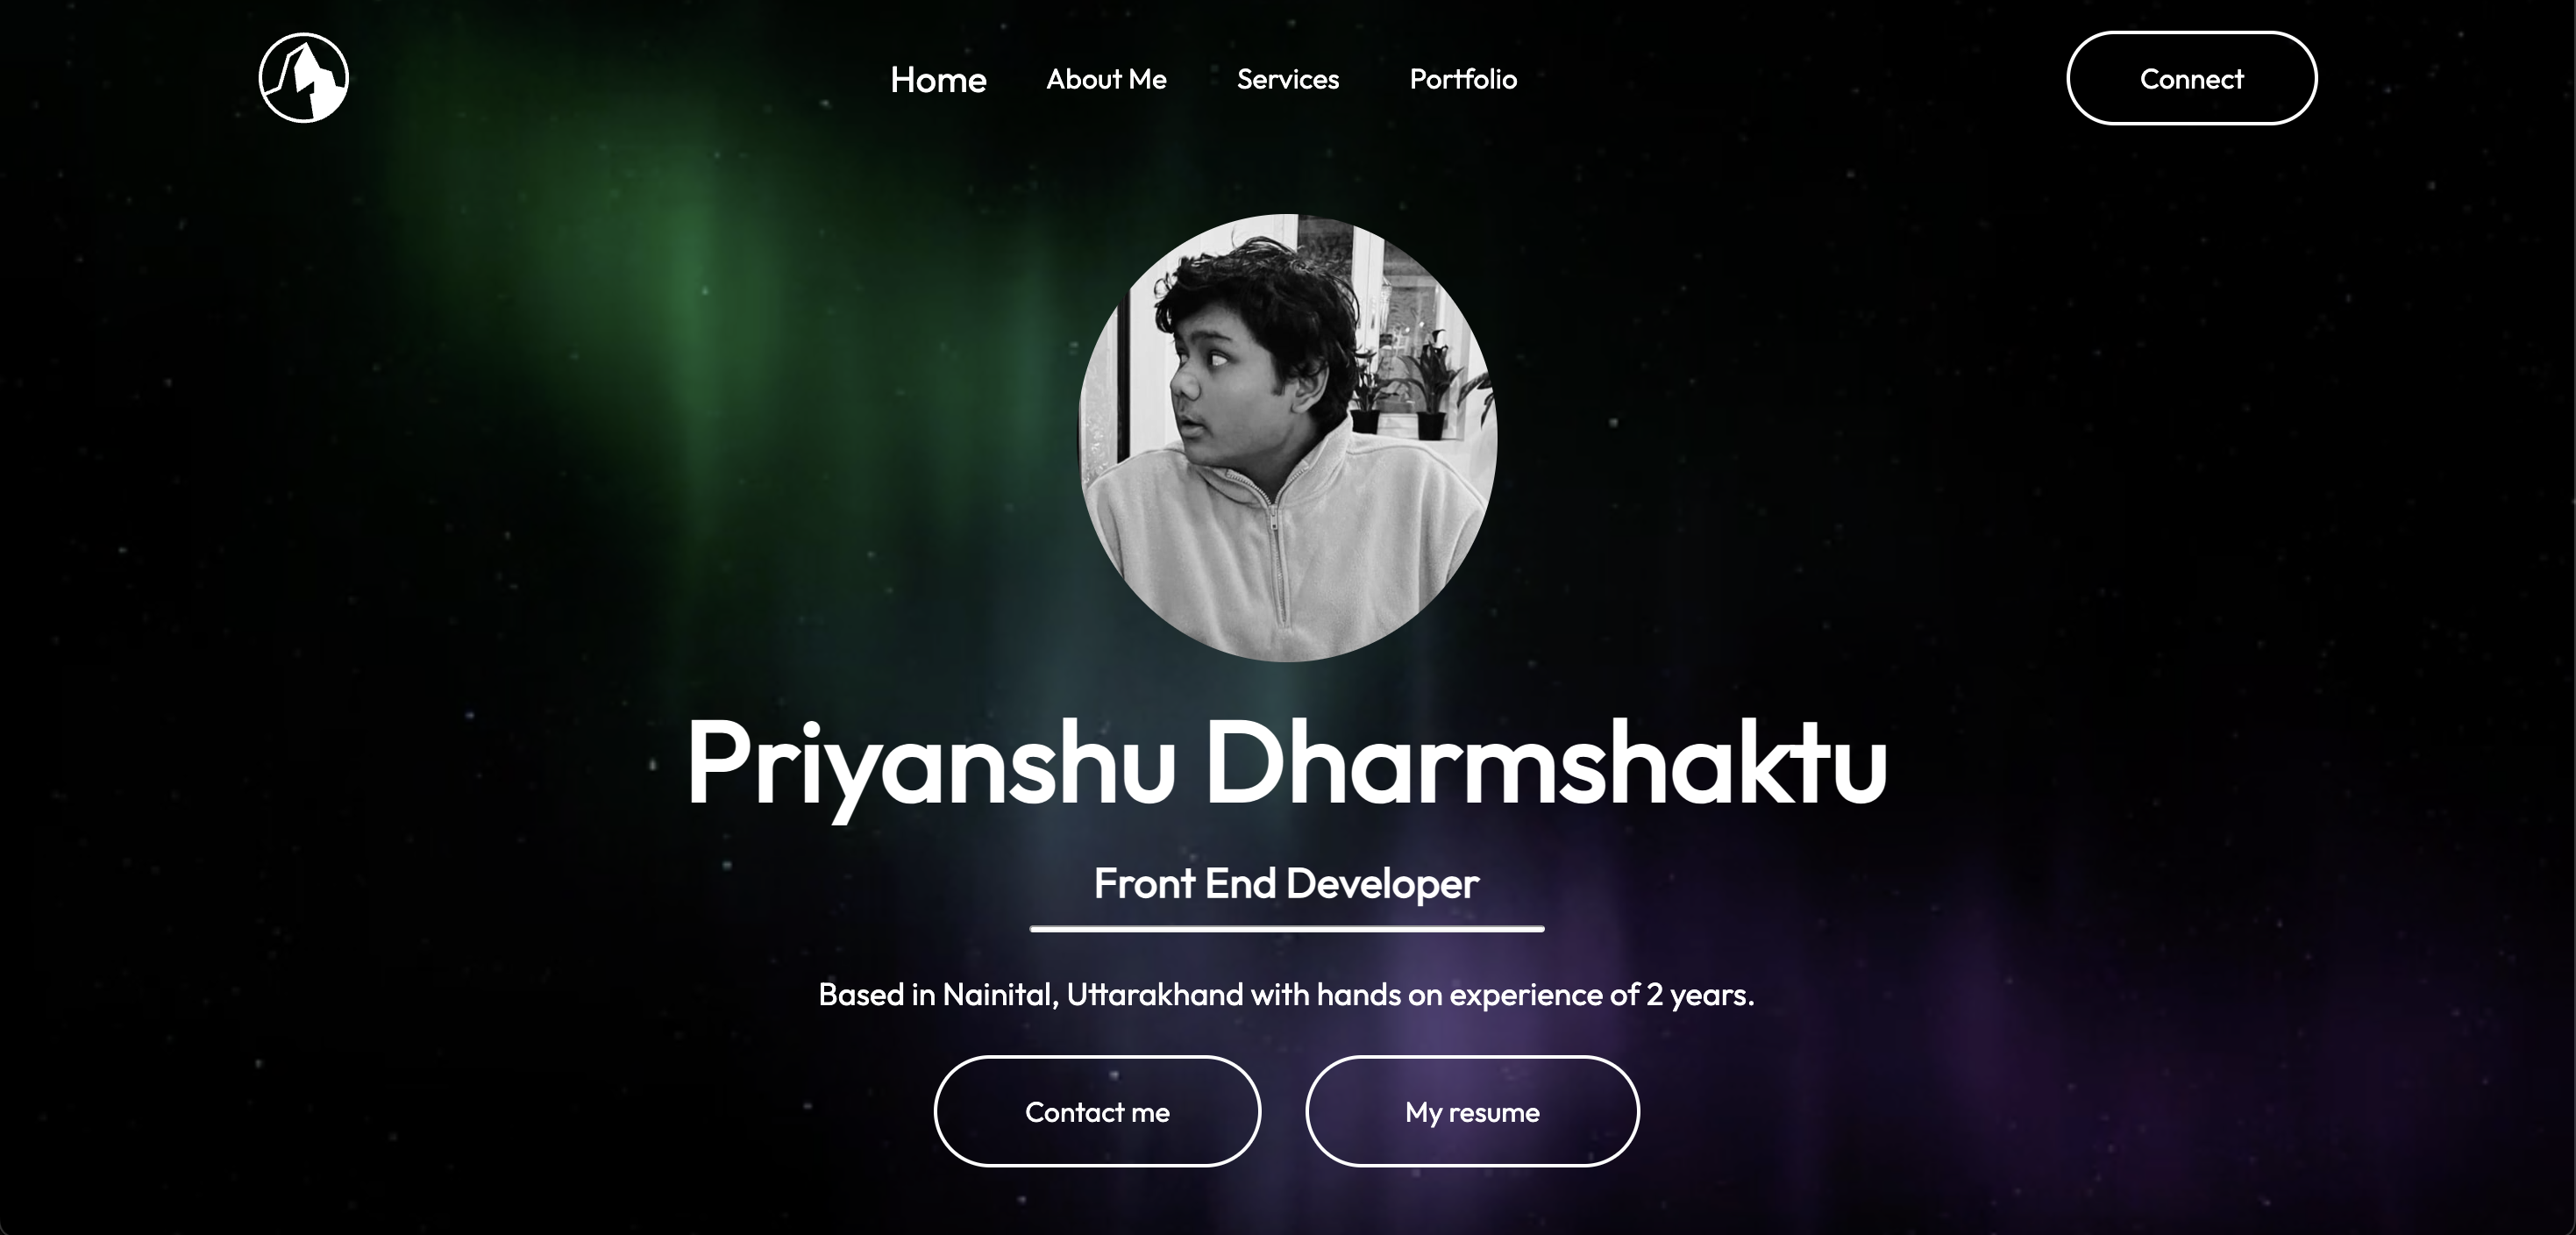 Home About Me Services Portfolio Connect
Priyanshu Dharmshaktu
Front End Developer
Based in Nainital, Uttarakhand with hands on experience of 2 years.
Contact me My resume